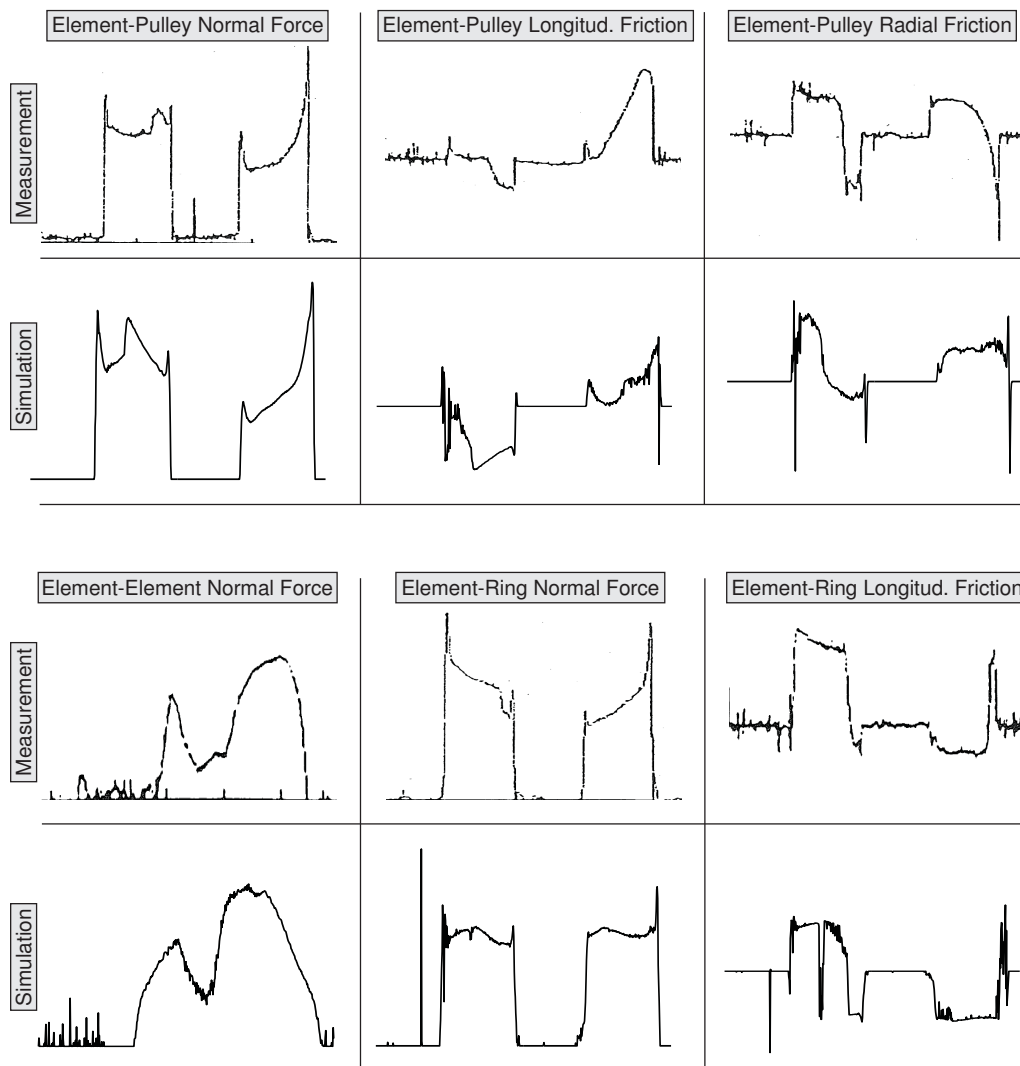 Element-Pulley Normal Force
Element-Pulley Longitud. Friction
Element-Pulley Radial Friction
Measurement
Simulation
Element-Element Normal Force
Element-Ring Normal Force
Element-Ring Longitud. Friction
Measurement
Simulation